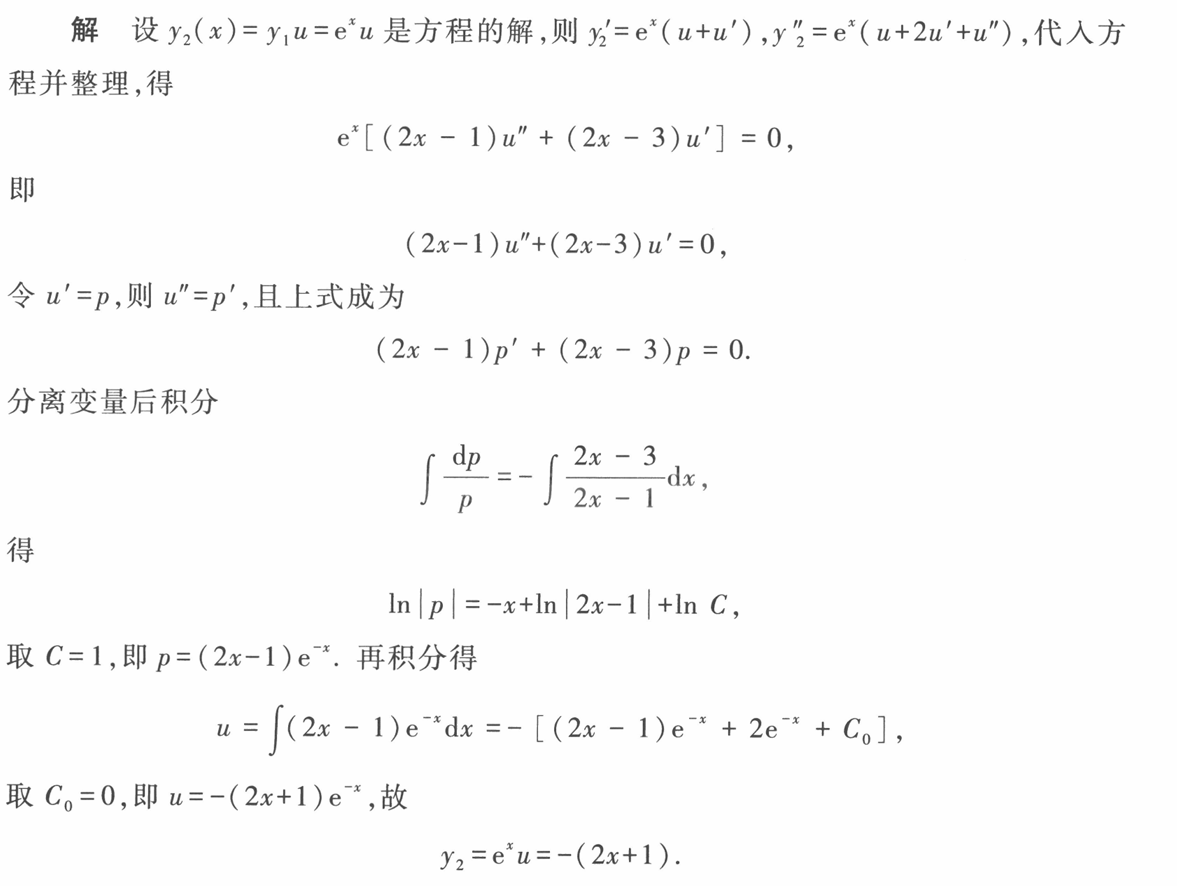 解 设 y₂(x)=y₁u=eˣu 是方程的解,则 y₂′=eˣ(u+u′),y″₂=eˣ(u+2u′+u″),代入方
程并整理,得
eˣ[(2x − 1)u″ + (2x − 3)u′] = 0,
即
(2x−1)u″+(2x−3)u′=0,
令 u′=p,则 u″=p′,且上式成为
(2x − 1)p′ + (2x − 3)p = 0.
分离变量后积分
∫ dp/p = − ∫ (2x − 3)/(2x − 1) dx,
得
ln|p|=−x+ln|2x−1|+ln C,
取 C=1,即 p=(2x−1)e⁻ˣ. 再积分得
u = ∫(2x − 1)e⁻ˣdx = − [(2x − 1)e⁻ˣ + 2e⁻ˣ + C₀],
取 C₀=0,即 u=−(2x+1)e⁻ˣ,故
y₂=eˣu=−(2x+1).